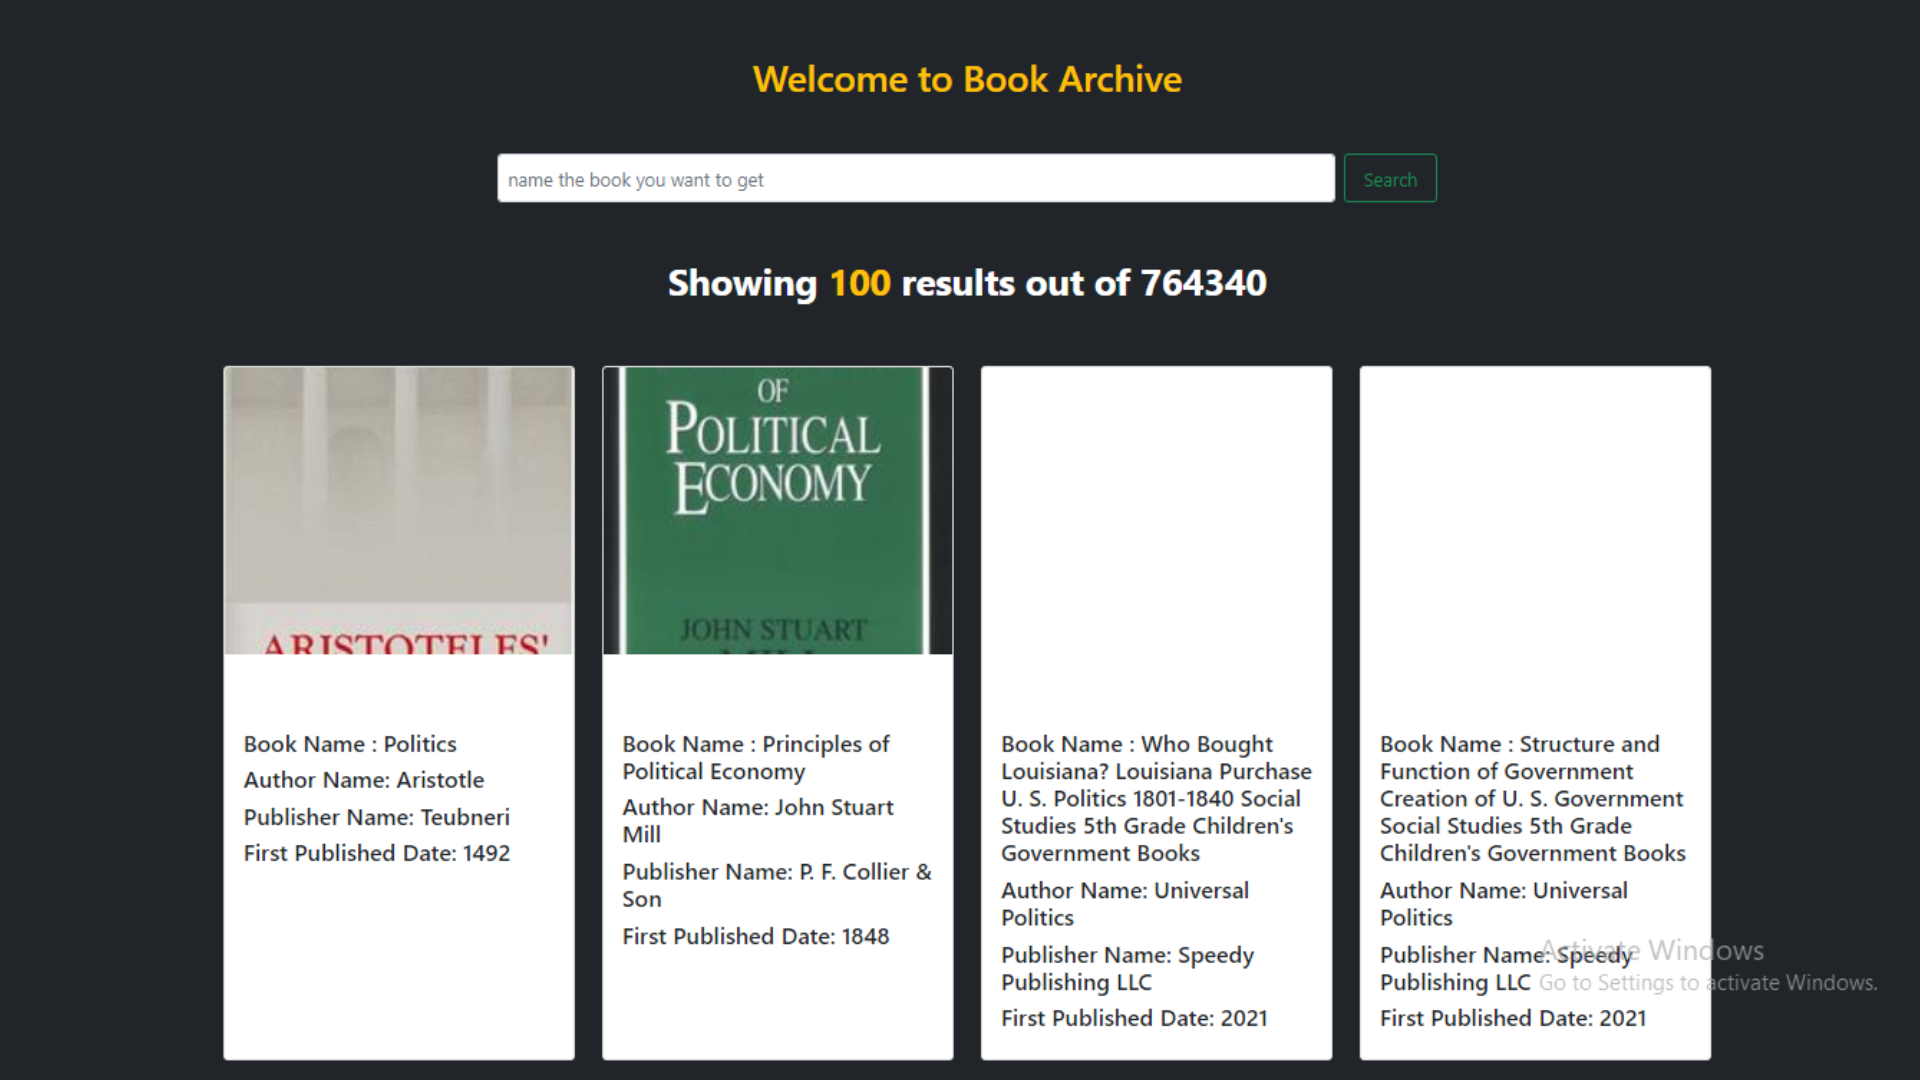 Welcome to Book Archive
name the book you want to get
Search
Showing 100 results out of 764340
ARISTOTELES'
Book Name : Politics
Author Name: Aristotle
Publisher Name: Teubneri
First Published Date: 1492
OF
POLITICAL
ECONOMY
JOHN STUART
MILL
Book Name : Principles of
Political Economy
Author Name: John Stuart
Mill
Publisher Name: P. F. Collier &
Son
First Published Date: 1848
Book Name : Who Bought
Louisiana? Louisiana Purchase
U. S. Politics 1801-1840 Social
Studies 5th Grade Children's
Government Books
Author Name: Universal
Politics
Publisher Name: Speedy
Publishing LLC
First Published Date: 2021
Book Name : Structure and
Function of Government
Creation of U. S. Government
Social Studies 5th Grade
Children's Government Books
Author Name: Universal
Politics
Publisher Name: Speedy
Publishing LLC
First Published Date: 2021
Activate Windows
Go to Settings to activate Windows.